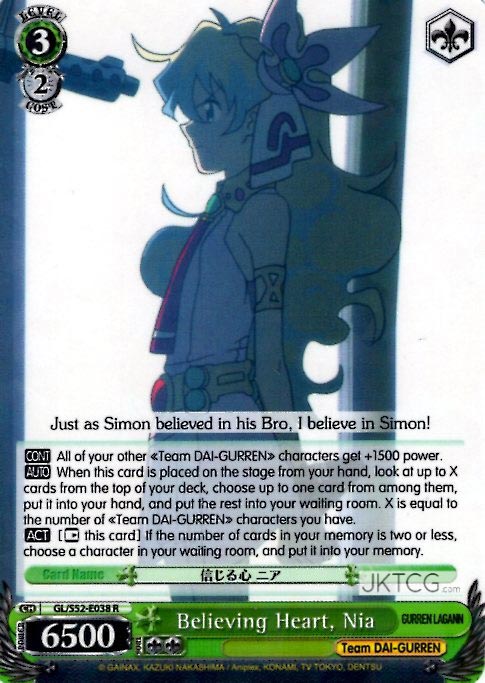 LEVEL
3
2
COST
Just as Simon believed in his Bro, I believe in Simon!
CONT All of your other «Team DAI-GURREN» characters get +1500 power.
AUTO When this card is placed on the stage from your hand, look at up to X
cards from the top of your deck, choose up to one card from among them,
put it into your hand, and put the rest into your waiting room. X is equal to
the number of «Team DAI-GURREN» characters you have.
ACT [ this card] If the number of cards in your memory is two or less,
choose a character in your waiting room, and put it into your memory.
Card Name 信じる心 ニア
JKTCG.com
CH GL/S52-E038 R
Believing Heart, Nia
GURREN LAGANN
POWER 6500
SOUL
Team DAI-GURREN
© GAINAX, KAZUKI NAKASHIMA / Aniplex, KONAMI, TV TOKYO, DENTSU